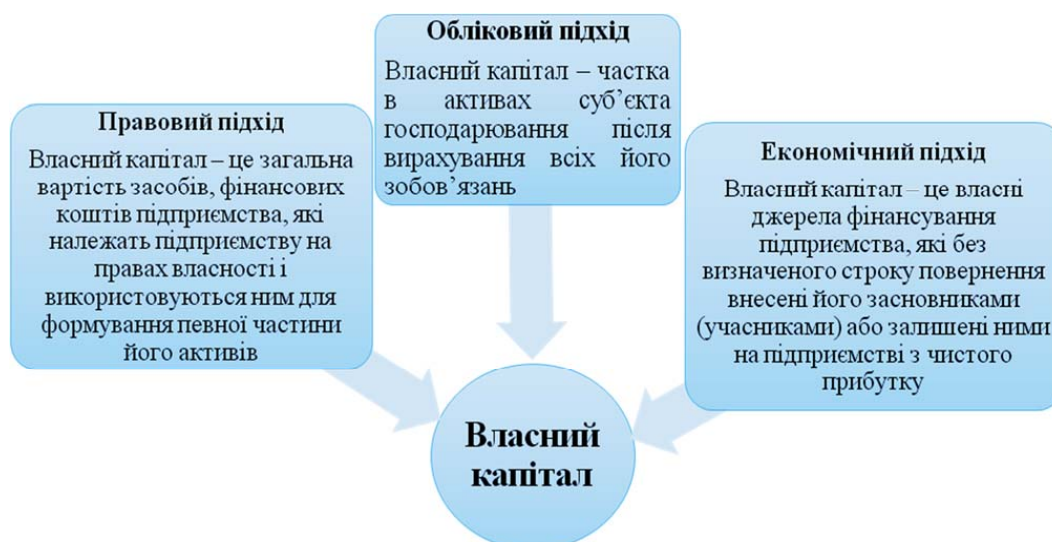 Правовий підхід
Власний капітал – це загальна
вартість засобів, фінансових
коштів підприємства, які
належать підприємству на
правах власності і
використовуються ним для
формування певної частини
його активів
Обліковий підхід
Власний капітал – частка
в активах суб’єкта
господарювання після
вирахування всіх його
зобов’язань
Економічний підхід
Власний капітал – це власні
джерела фінансування
підприємства, які без
визначеного строку повернення
внесені його засновниками
(учасниками) або залишені ними
на підприємстві з чистого
прибутку
Власний
капітал